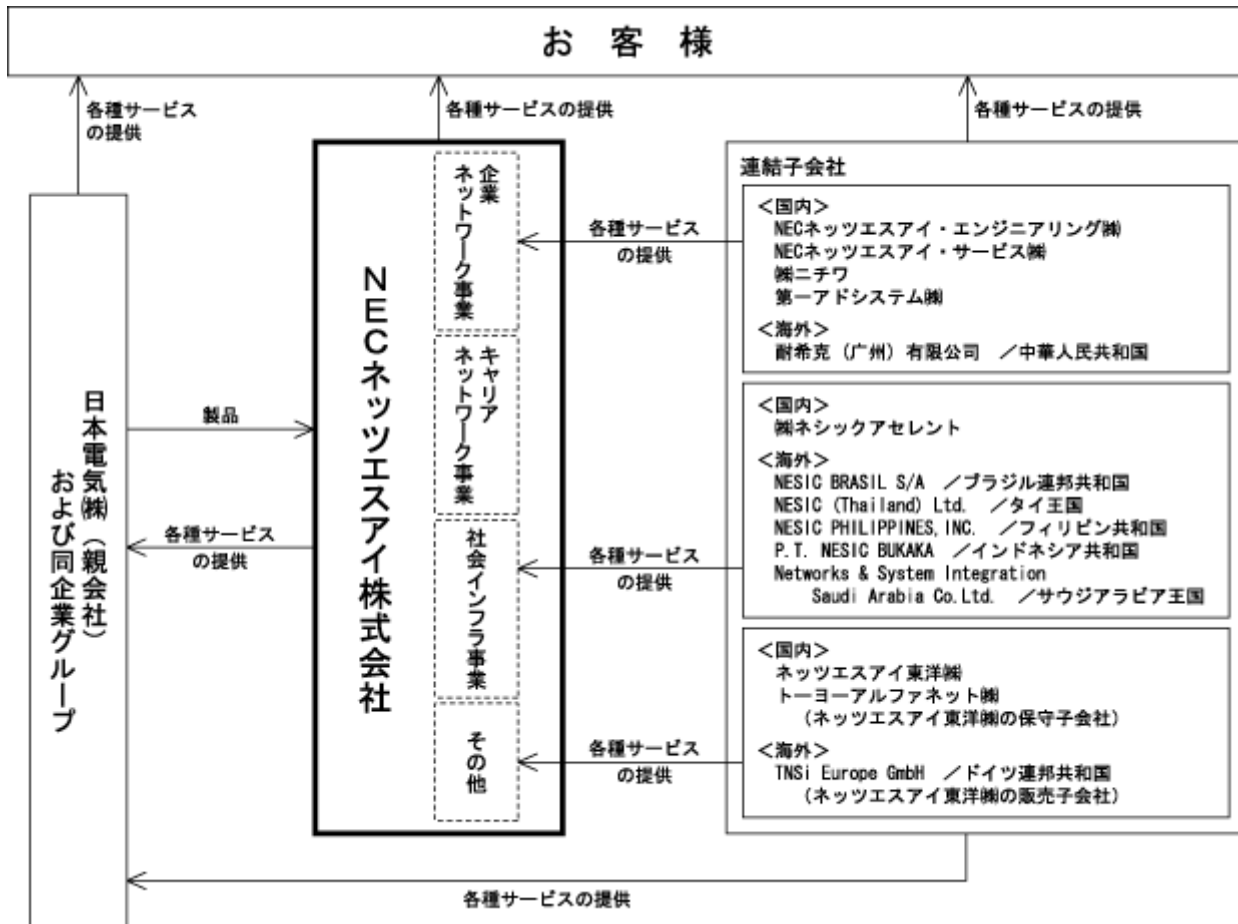 お 客 様
各種サービス
の提供
各種サービスの提供
各種サービスの提供
日本電気㈱（親会社）
および同企業グループ
製品
各種サービス
の提供
NECネッツエスアイ株式会社
企業
ネットワーク事業
キャリア
ネットワーク事業
社会インフラ事業
その他
各種サービス
の提供
各種サービス
の提供
各種サービス
の提供
連結子会社
＜国内＞
NECネッツエスアイ・エンジニアリング㈱
NECネッツエスアイ・サービス㈱
㈱ニチワ
第一アドシステム㈱
＜海外＞
耐希克（广州）有限公司 ／中華人民共和国
＜国内＞
㈱ネシックアセレント
＜海外＞
NESIC BRASIL S/A ／ブラジル連邦共和国
NESIC (Thailand) Ltd. ／タイ王国
NESIC PHILIPPINES, INC. ／フィリピン共和国
P.T. NESIC BUKAKA ／インドネシア共和国
Networks & System Integration
Saudi Arabia Co.Ltd. ／サウジアラビア王国
＜国内＞
ネッツエスアイ東洋㈱
トーヨーアルファネット㈱
（ネッツエスアイ東洋㈱の保守子会社）
＜海外＞
TNSi Europe GmbH ／ドイツ連邦共和国
（ネッツエスアイ東洋㈱の販売子会社）
各種サービスの提供